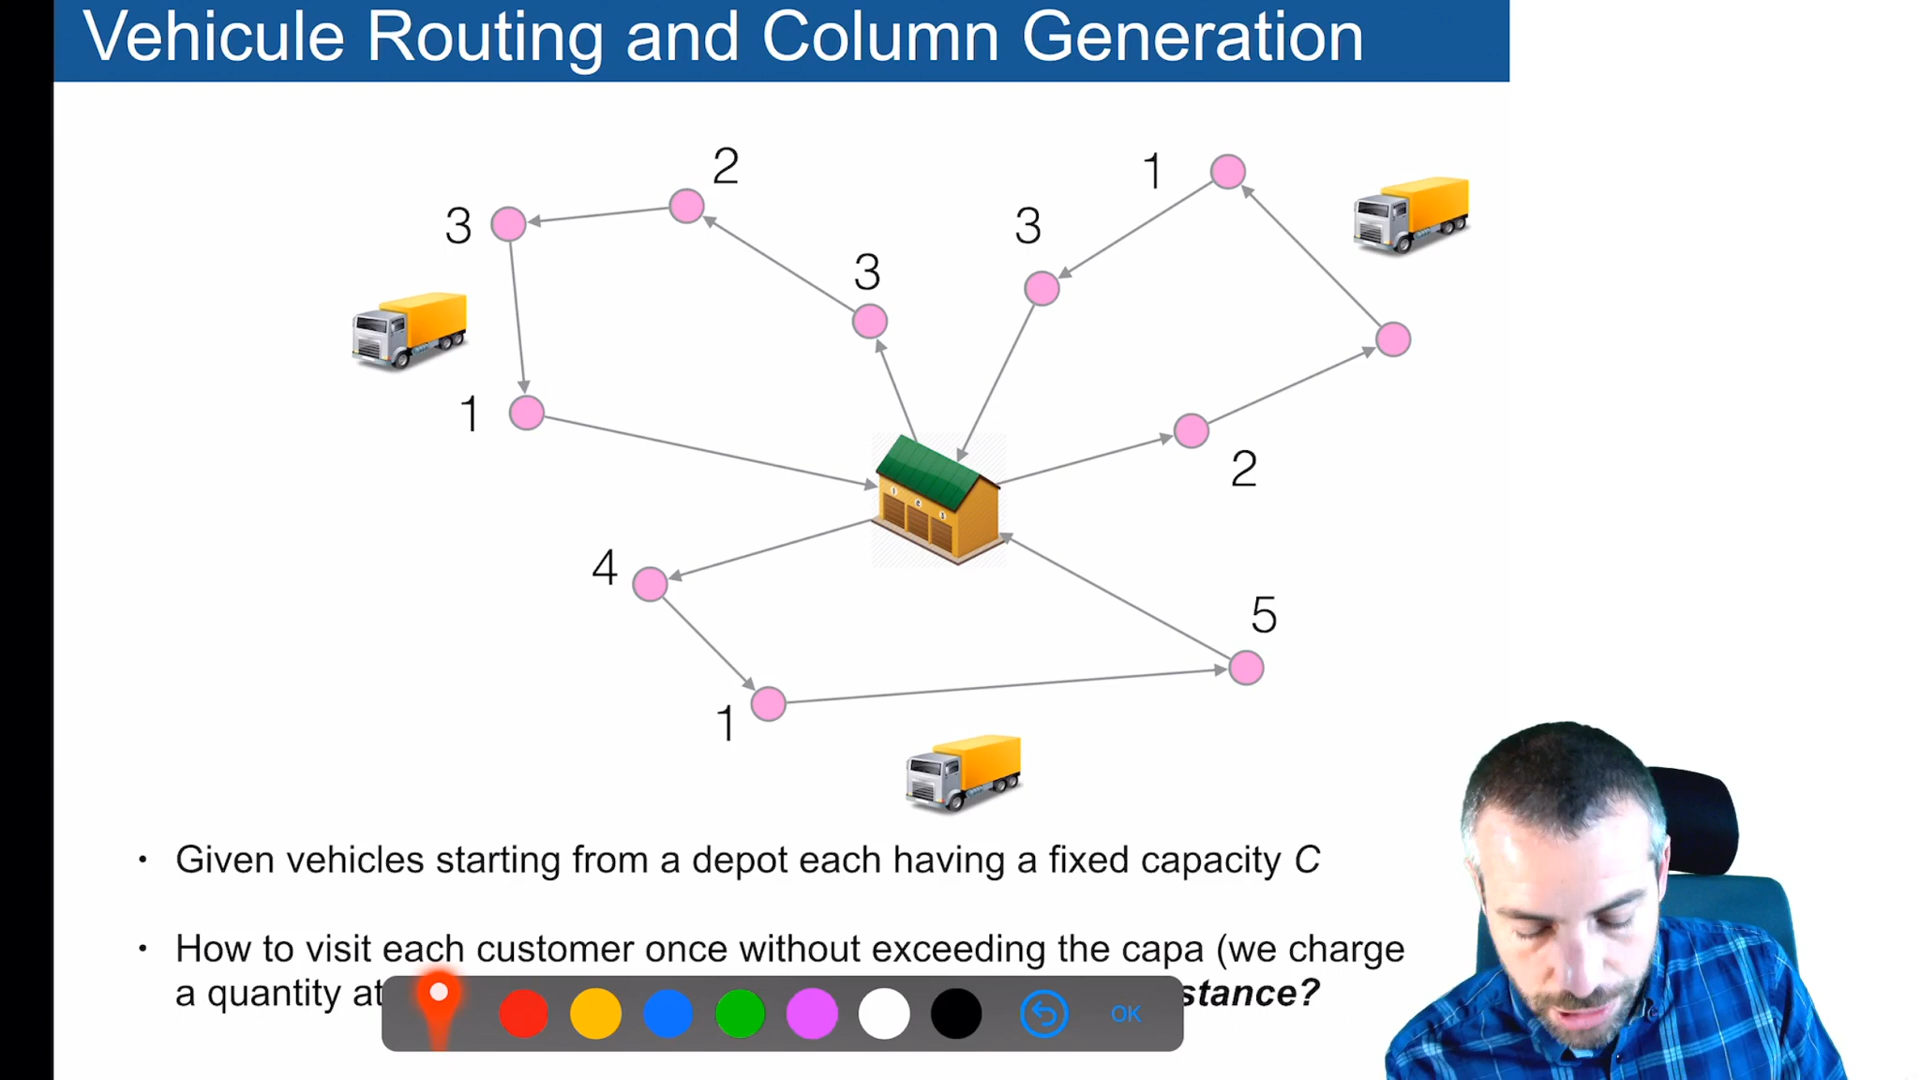 Vehicule Routing and Column Generation
2
1
3
3
3
1
2
4
5
1
• Given vehicles starting from a depot each having a fixed capacity C
• How to visit each customer once without exceeding the capa (we charge
a quantity at stance?
OK